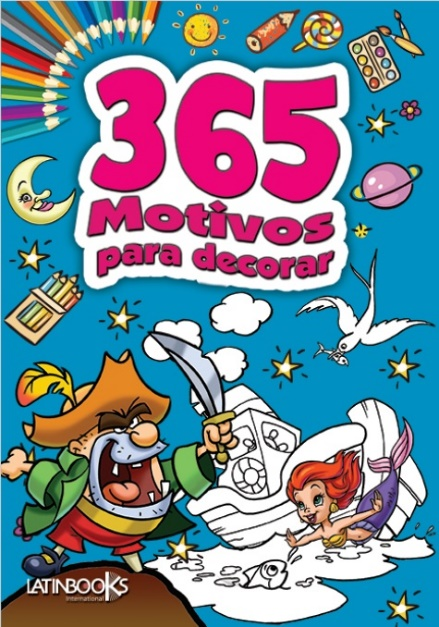 365
Motivos
para decorar
LATINBOOKS
International